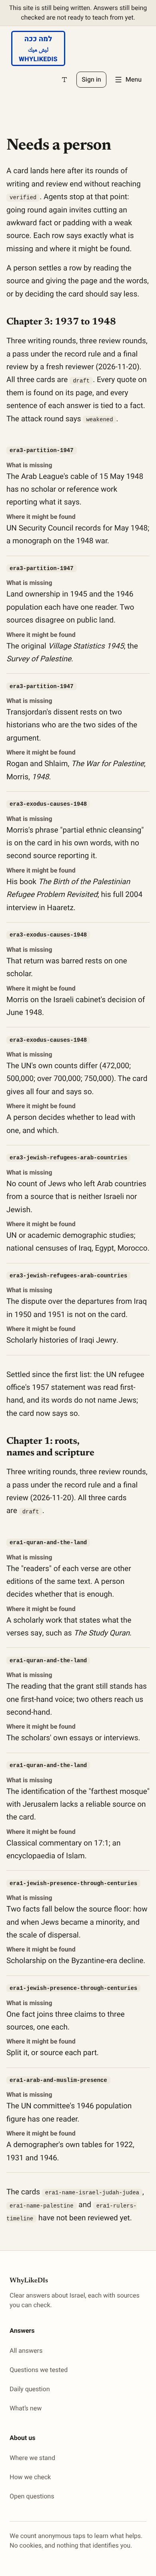 This site is still being written. Answers still being
checked are not ready to teach from yet.
למה ככה
ليش هيك
WHYLIKEDIS
T
Sign in
☰ Menu
Needs a person
A card lands here after its rounds of
writing and review end without reaching
verified. Agents stop at that point:
going round again invites cutting an
awkward fact or padding with a weak
source. Each row says exactly what is
missing and where it might be found.
A person settles a row by reading the
source and giving the page and the words,
or by deciding the card should say less.
Chapter 3: 1937 to 1948
Three writing rounds, three review rounds,
a pass under the record rule and a final
review by a fresh reviewer (2026-11-20).
All three cards are draft. Every quote on
them is found on its page, and every
sentence of each answer is tied to a fact.
The attack round says weakened.
era3-partition-1947
What is missing
The Arab League's cable of 15 May 1948
has no scholar or reference work
reporting what it says.
Where it might be found
UN Security Council records for May 1948;
a monograph on the 1948 war.
era3-partition-1947
What is missing
Land ownership in 1945 and the 1946
population each have one reader. Two
sources disagree on public land.
Where it might be found
The original Village Statistics 1945; the
Survey of Palestine.
era3-partition-1947
What is missing
Transjordan's dissent rests on two
historians who are the two sides of the
argument.
Where it might be found
Rogan and Shlaim, The War for Palestine;
Morris, 1948.
era3-exodus-causes-1948
What is missing
Morris's phrase "partial ethnic cleansing"
is on the card in his own words, with no
second source reporting it.
Where it might be found
His book The Birth of the Palestinian
Refugee Problem Revisited; his full 2004
interview in Haaretz.
era3-exodus-causes-1948
What is missing
That return was barred rests on one
scholar.
Where it might be found
Morris on the Israeli cabinet's decision of
June 1948.
era3-exodus-causes-1948
What is missing
The UN's own counts differ (472,000;
500,000; over 700,000; 750,000). The card
gives all four and says so.
Where it might be found
A person decides whether to lead with
one, and which.
era3-jewish-refugees-arab-countries
What is missing
No count of Jews who left Arab countries
from a source that is neither Israeli nor
Jewish.
Where it might be found
UN or academic demographic studies;
national censuses of Iraq, Egypt, Morocco.
era3-jewish-refugees-arab-countries
What is missing
The dispute over the departures from Iraq
in 1950 and 1951 is not on the card.
Where it might be found
Scholarly histories of Iraqi Jewry.
Settled since the first list: the UN refugee
office's 1957 statement was read first-
hand, and its words do not name Jews;
the card now says so.
Chapter 1: roots,
names and scripture
Three writing rounds, three review rounds,
a pass under the record rule and a final
review (2026-11-20). All three cards
are draft.
era1-quran-and-the-land
What is missing
The "readers" of each verse are other
editions of the same text. A person
decides whether that is enough.
Where it might be found
A scholarly work that states what the
verses say, such as The Study Quran.
era1-quran-and-the-land
What is missing
The reading that the grant still stands has
one first-hand voice; two others reach us
second-hand.
Where it might be found
The scholars' own essays or interviews.
era1-quran-and-the-land
What is missing
The identification of the "farthest mosque"
with Jerusalem lacks a reliable source on
the card.
Where it might be found
Classical commentary on 17:1; an
encyclopaedia of Islam.
era1-jewish-presence-through-centuries
What is missing
Two facts fall below the source floor: how
and when Jews became a minority, and
the scale of dispersal.
Where it might be found
Scholarship on the Byzantine-era decline.
era1-jewish-presence-through-centuries
What is missing
One fact joins three claims to three
sources, one each.
Where it might be found
Split it, or source each part.
era1-arab-and-muslim-presence
What is missing
The UN committee's 1946 population
figure has one reader.
Where it might be found
A demographer's own tables for 1922,
1931 and 1946.
The cards era1-name-israel-judah-judea,
era1-name-palestine and era1-rulers-
timeline have not been reviewed yet.
WhyLikeDIs
Clear answers about Israel, each with sources
you can check.
Answers
All answers
Questions we tested
Daily question
What's new
About us
Where we stand
How we check
Open questions
We count anonymous taps to learn what helps.
No cookies, and nothing that identifies you.